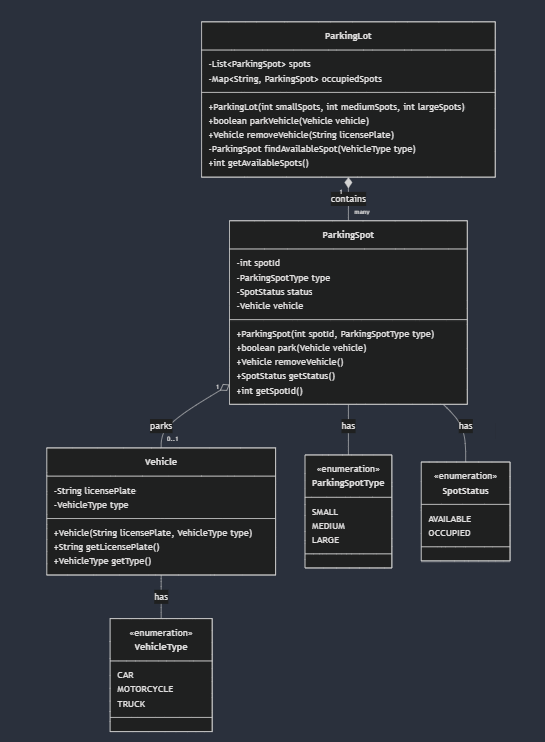 ParkingLot
-List<ParkingSpot> spots
-Map<String, ParkingSpot> occupiedSpots
+ParkingLot(int smallSpots, int mediumSpots, int largeSpots)
+boolean parkVehicle(Vehicle vehicle)
+Vehicle removeVehicle(String licensePlate)
-ParkingSpot findAvailableSpot(VehicleType type)
+int getAvailableSpots()
1
contains
many
ParkingSpot
-int spotId
-ParkingSpotType type
-SpotStatus status
-Vehicle vehicle
+ParkingSpot(int spotId, ParkingSpotType type)
+boolean park(Vehicle vehicle)
+Vehicle removeVehicle()
+SpotStatus getStatus()
+int getSpotId()
1
parks
0..1
has
has
Vehicle
-String licensePlate
-VehicleType type
+Vehicle(String licensePlate, VehicleType type)
+String getLicensePlate()
+VehicleType getType()
«enumeration»
ParkingSpotType
SMALL
MEDIUM
LARGE
«enumeration»
SpotStatus
AVAILABLE
OCCUPIED
has
«enumeration»
VehicleType
CAR
MOTORCYCLE
TRUCK